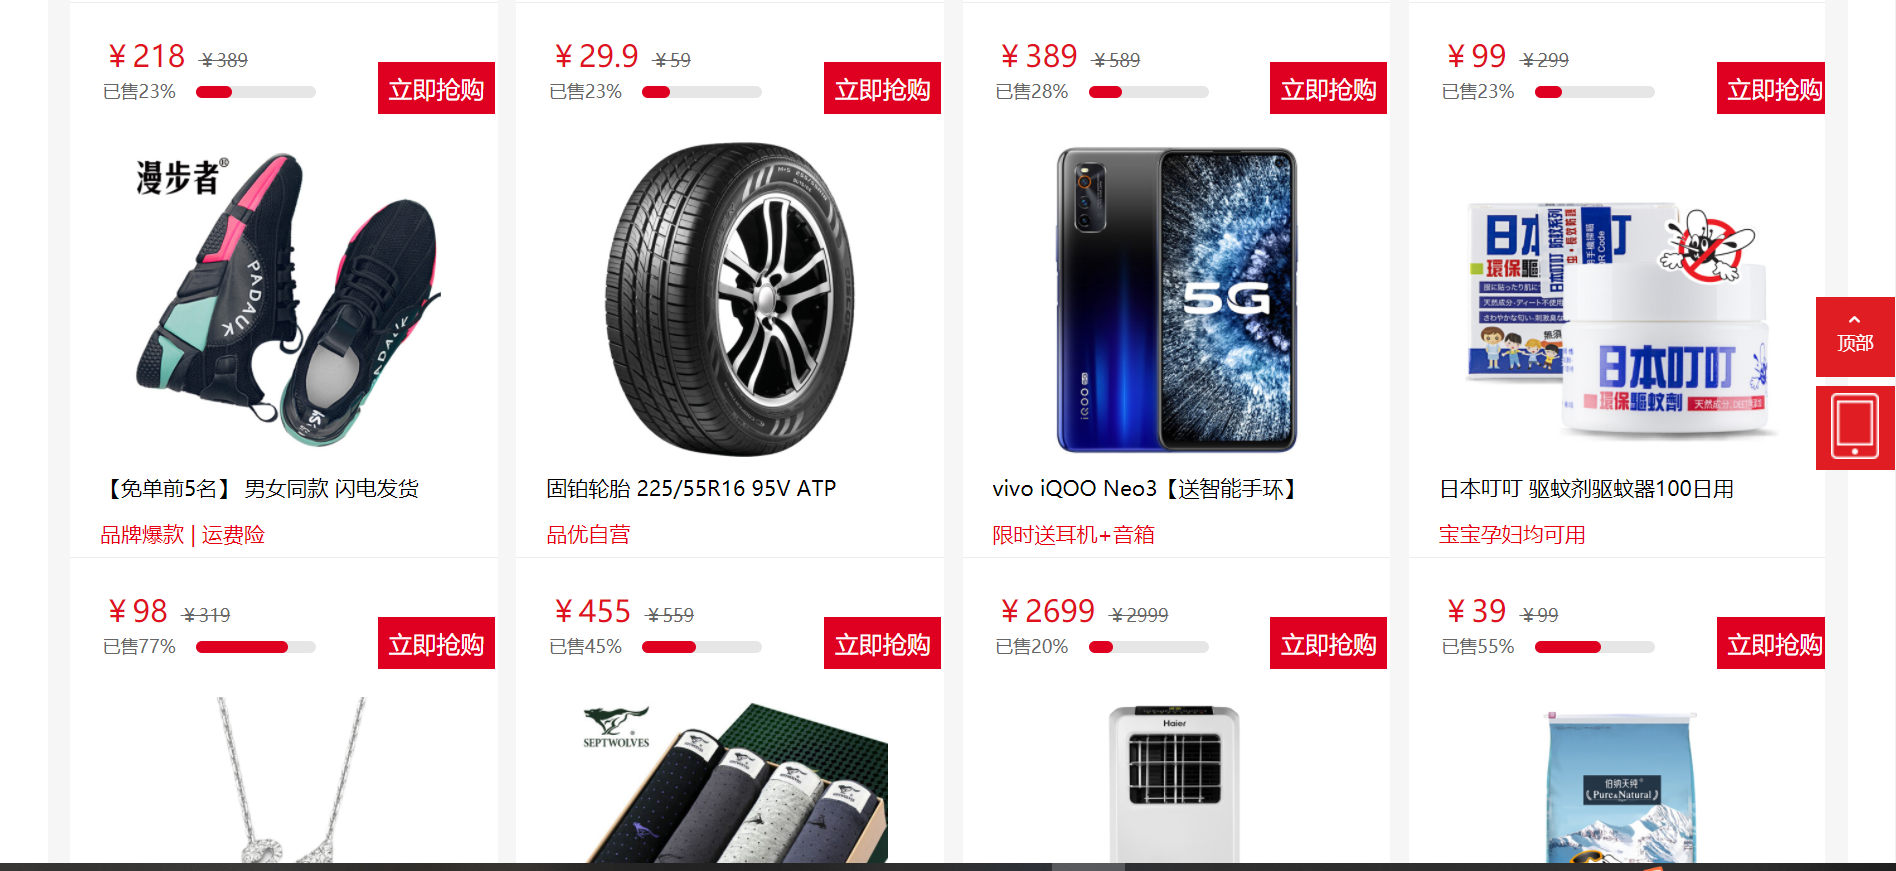 ￥218 ￥389
已售23%
立即抢购
￥29.9 ￥59
已售23%
立即抢购
￥389 ￥589
已售28%
立即抢购
￥99 ￥299
已售23%
立即抢购
漫步者®
PADAUK
PADAUK
5G
iQOO
日本叮叮
環保驅蚊劑
天然成分
顶部
【免单前5名】 男女同款 闪电发货
品牌爆款 | 运费险
固铂轮胎 225/55R16 95V ATP
品优自营
vivo iQOO Neo3【送智能手环】
限时送耳机+音箱
日本叮叮 驱蚊剂驱蚊器100日用
宝宝孕妇均可用
￥98 ￥319
已售77%
立即抢购
￥455 ￥559
已售45%
立即抢购
￥2699 ￥2999
已售20%
立即抢购
￥39 ￥99
已售55%
立即抢购
SEPTWOLVES
Haier
伯纳天纯
Pure&Natural